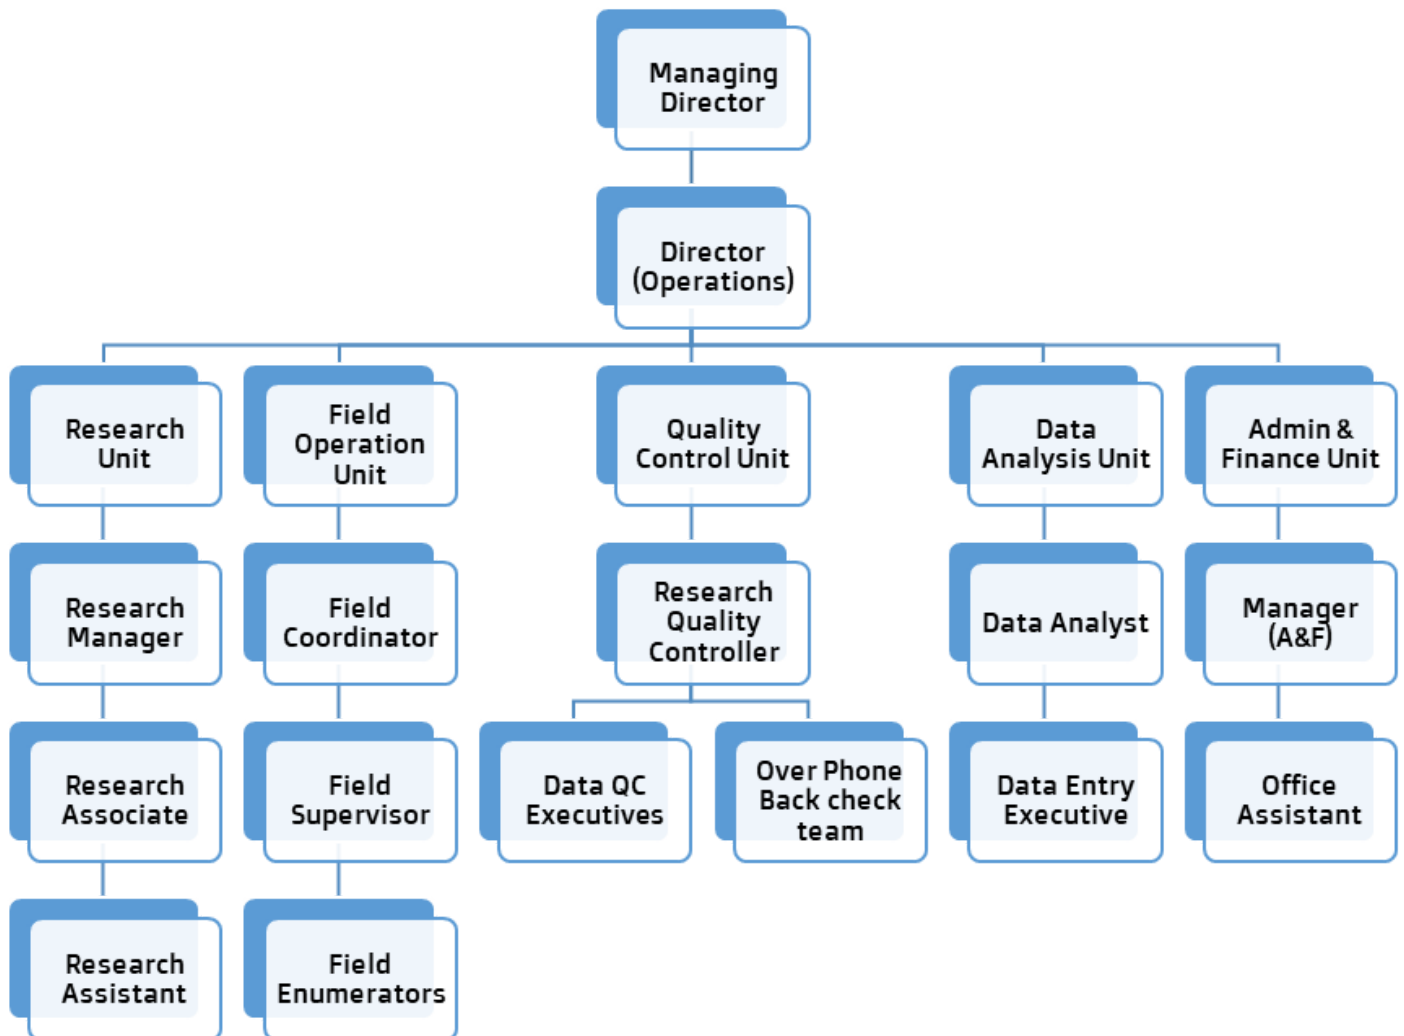 Managing
Director
Director
(Operations)
Research
Unit
Field
Operation
Unit
Quality
Control Unit
Data
Analysis Unit
Admin &
Finance Unit
Research
Manager
Field
Coordinator
Research
Quality
Controller
Data Analyst
Manager
(A&F)
Research
Associate
Field
Supervisor
Data QC
Executives
Over Phone
Back check
team
Data Entry
Executive
Office
Assistant
Research
Assistant
Field
Enumerators